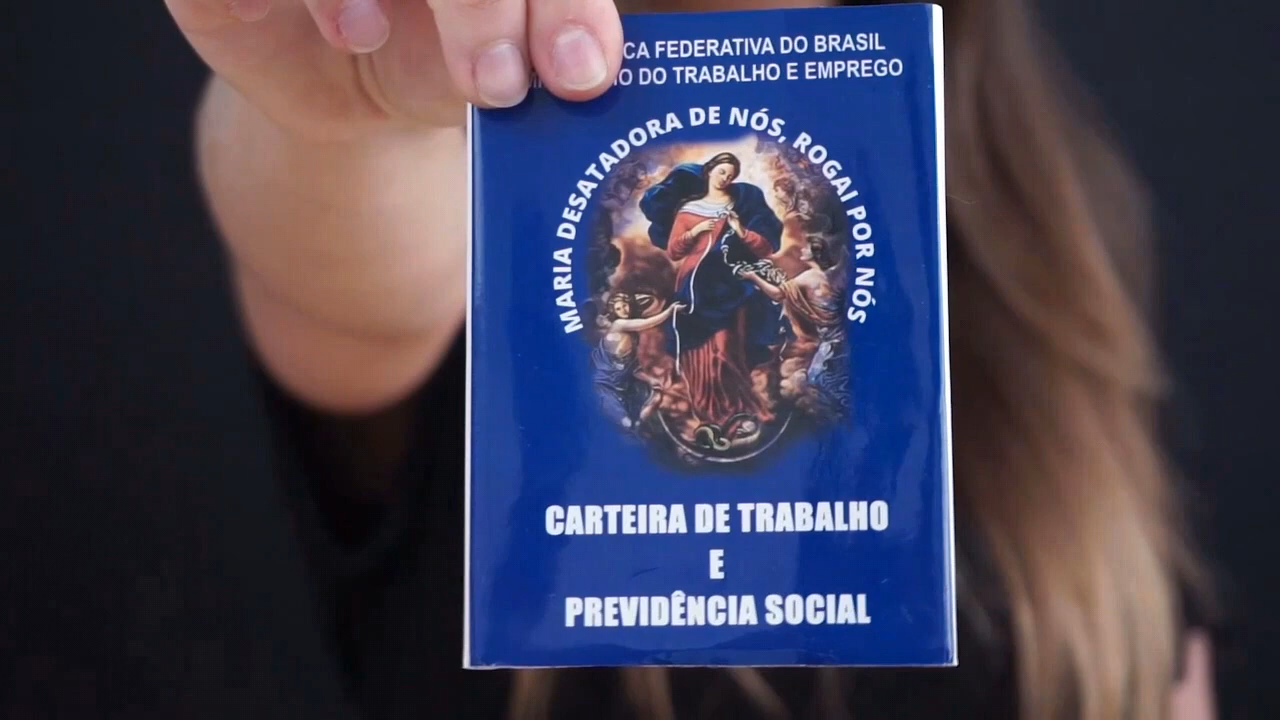 CA FEDERATIVA DO BRASIL
IO DO TRABALHO E EMPREGO
MARIA DESATADORA DE NÓS, ROGAI POR NÓS
CARTEIRA DE TRABALHO
E
PREVIDÊNCIA SOCIAL